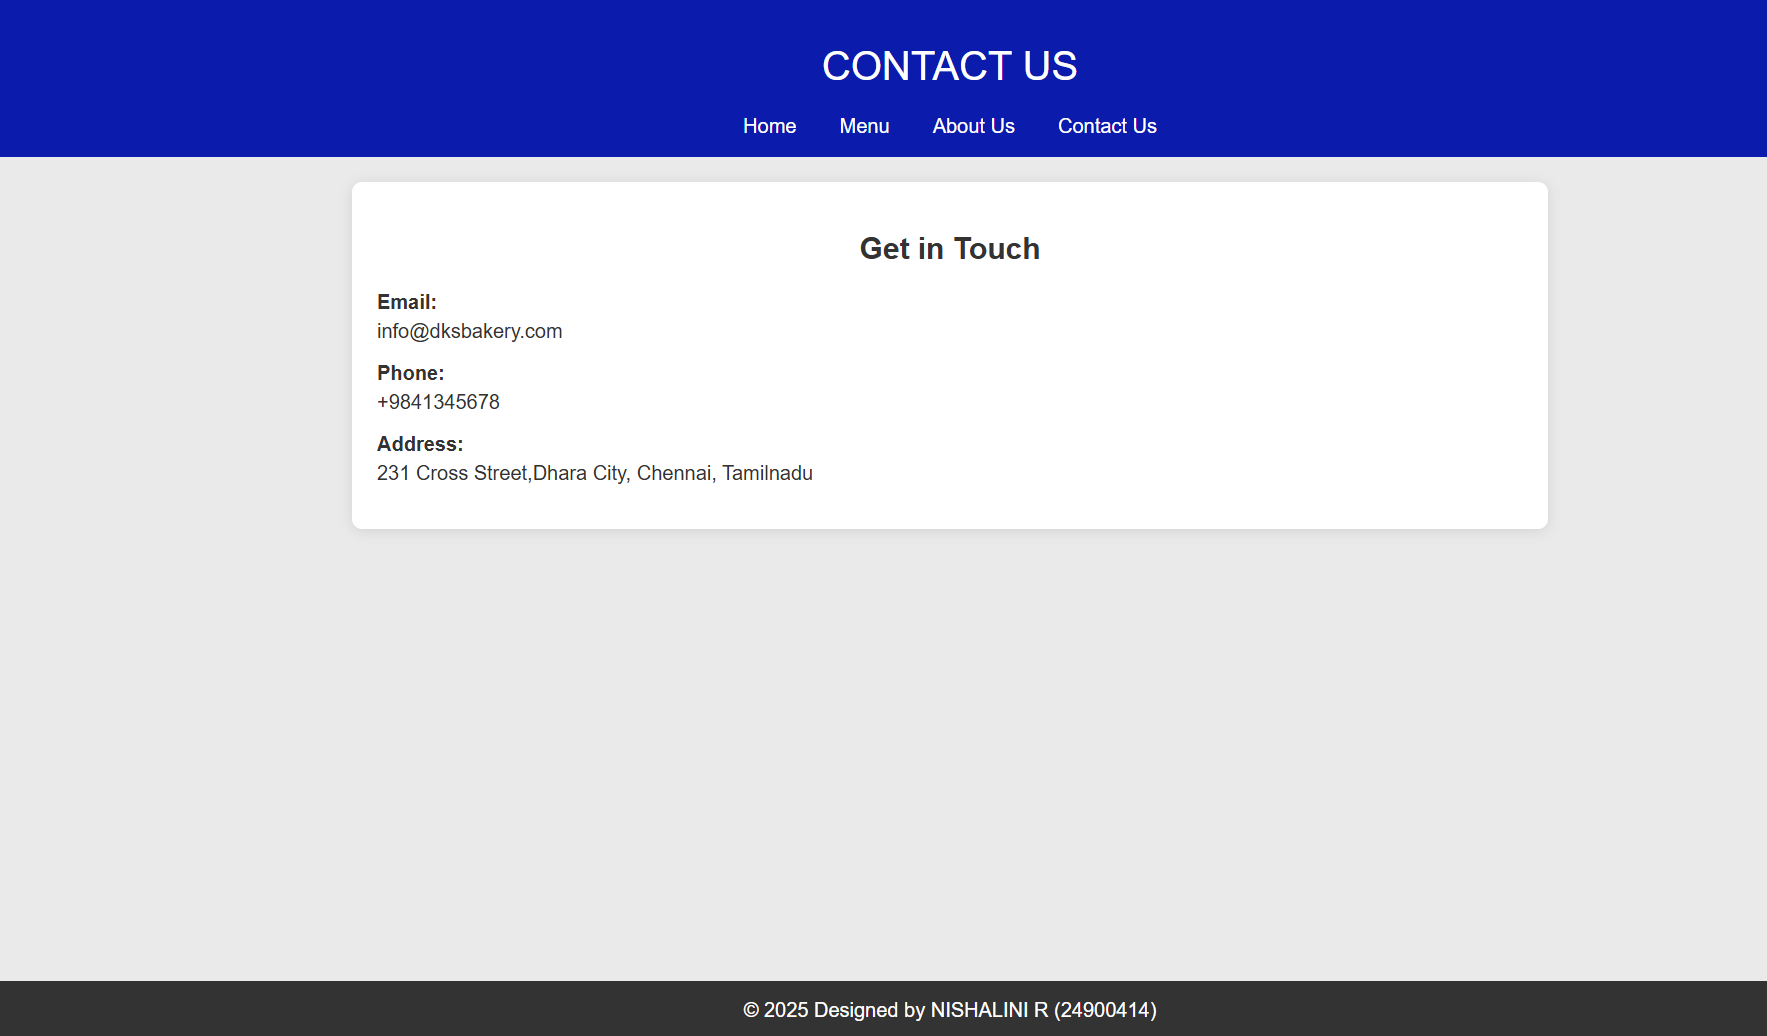 CONTACT US
Home Menu About Us Contact Us
Get in Touch
Email:
info@dksbakery.com
Phone:
+9841345678
Address:
231 Cross Street,Dhara City, Chennai, Tamilnadu
© 2025 Designed by NISHALINI R (24900414)